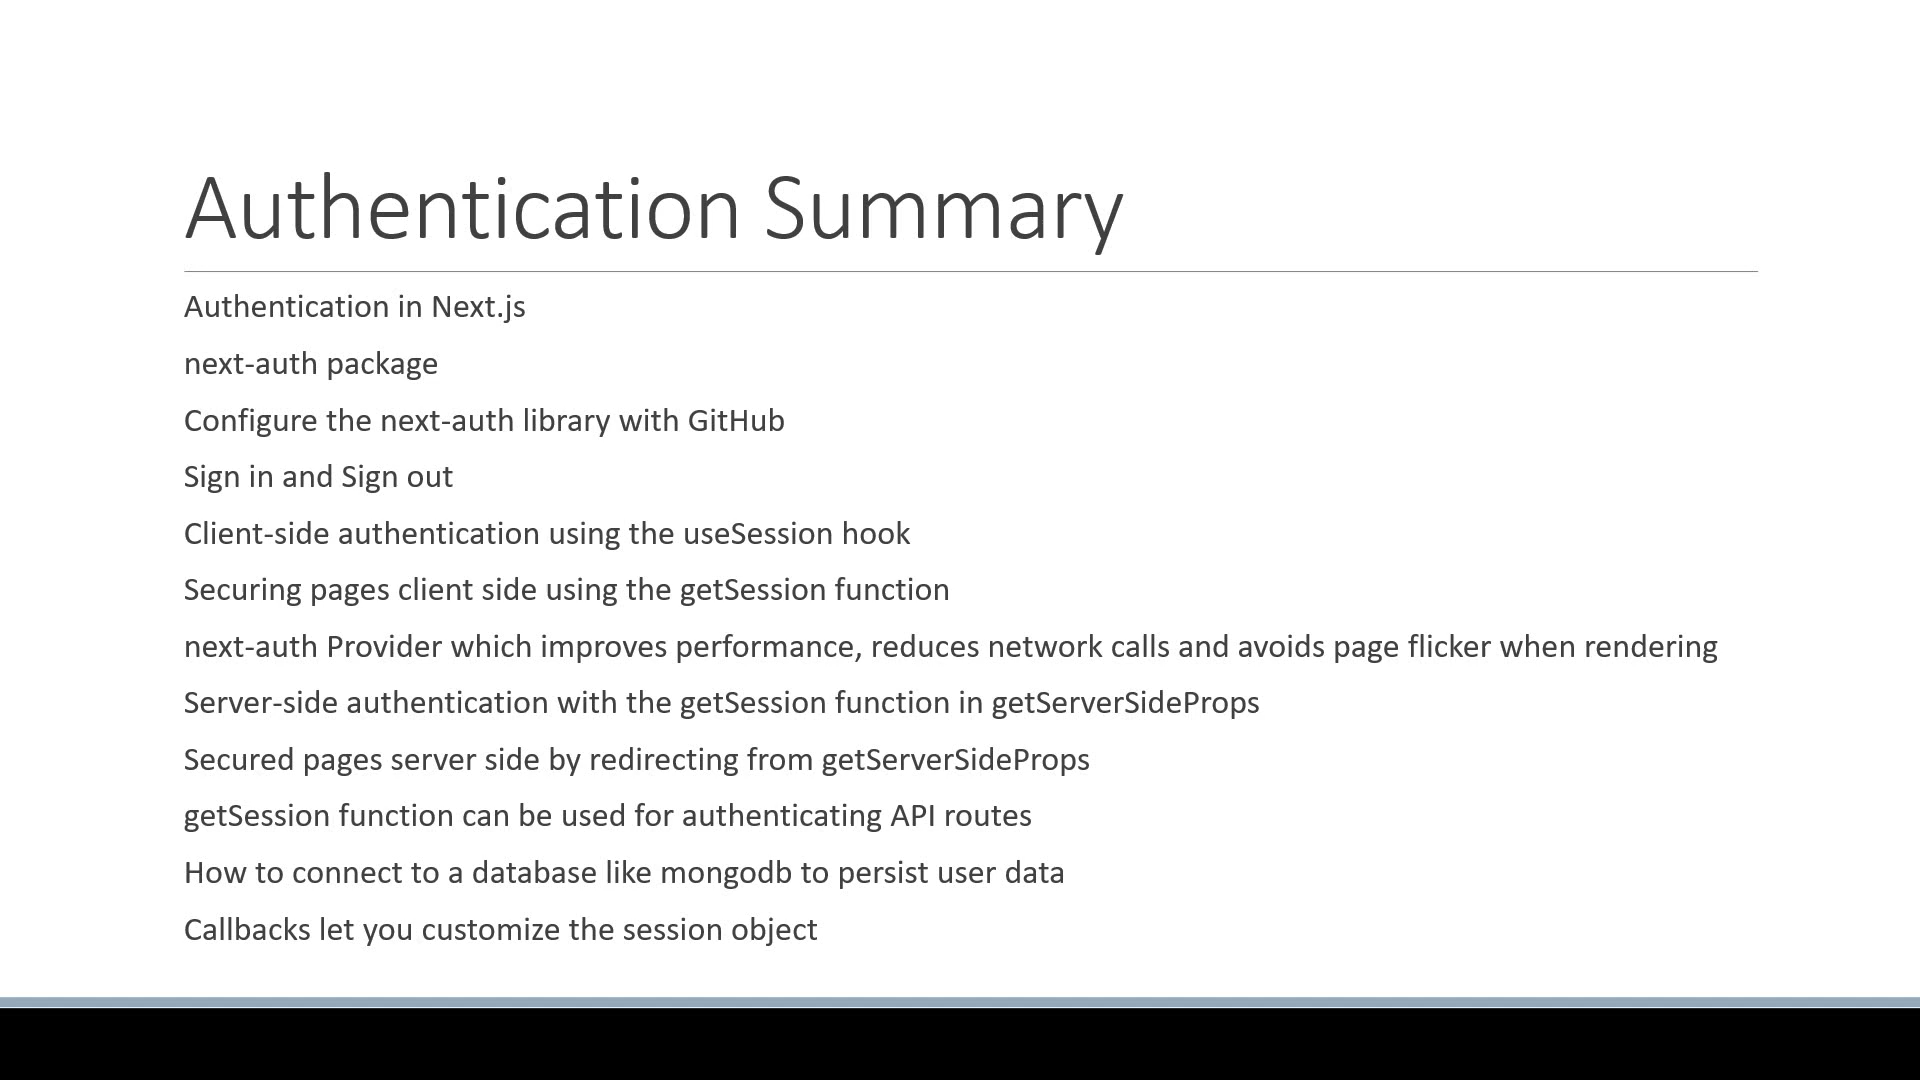 Authentication Summary
Authentication in Next.js
next-auth package
Configure the next-auth library with GitHub
Sign in and Sign out
Client-side authentication using the useSession hook
Securing pages client side using the getSession function
next-auth Provider which improves performance, reduces network calls and avoids page flicker when rendering
Server-side authentication with the getSession function in getServerSideProps
Secured pages server side by redirecting from getServerSideProps
getSession function can be used for authenticating API routes
How to connect to a database like mongodb to persist user data
Callbacks let you customize the session object